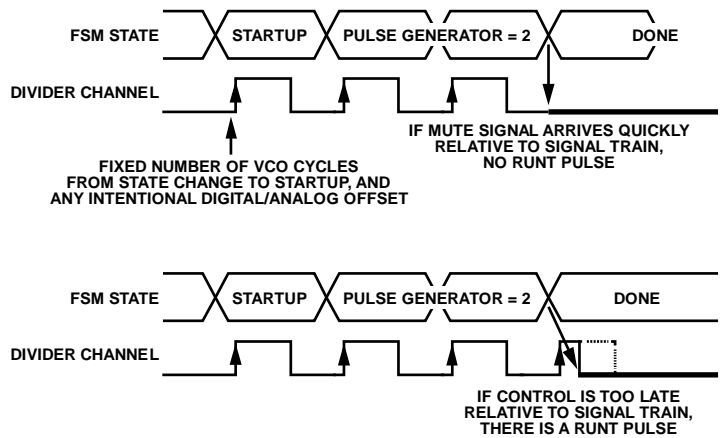 FSM STATE STARTUP PULSE GENERATOR = 2 DONE
DIVIDER CHANNEL
IF MUTE SIGNAL ARRIVES QUICKLY
RELATIVE TO SIGNAL TRAIN,
NO RUNT PULSE
FIXED NUMBER OF VCO CYCLES
FROM STATE CHANGE TO STARTUP, AND
ANY INTENTIONAL DIGITAL/ANALOG OFFSET
FSM STATE STARTUP PULSE GENERATOR = 2 DONE
DIVIDER CHANNEL
IF CONTROL IS TOO LATE
RELATIVE TO SIGNAL TRAIN,
THERE IS A RUNT PULSE